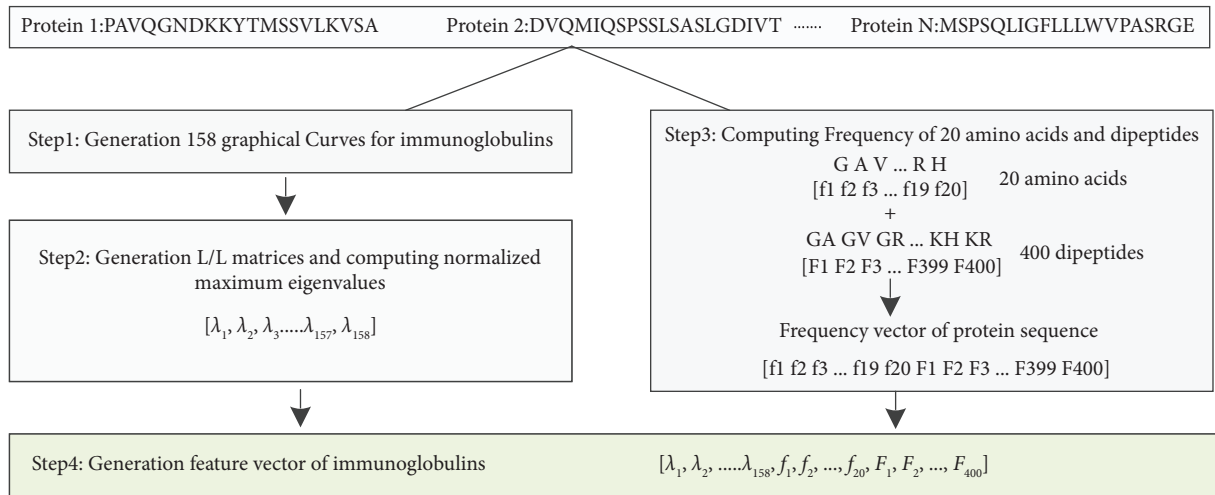 Protein 1:PAVQGNDKKYTMSSVLKVSA Protein 2:DVQMIQSPSSLSASLGDIVT ....... Protein N:MSPSQLIGFLLLWVPASRGE
Step1: Generation 158 graphical Curves for immunoglobulins
Step2: Generation L/L matrices and computing normalized
maximum eigenvalues
[λ₁, λ₂, λ₃.....λ₁₅₇, λ₁₅₈]
Step3: Computing Frequency of 20 amino acids and dipeptides
G A V ... R H
[f1 f2 f3 ... f19 f20] 20 amino acids
+
GA GV GR ... KH KR
[F1 F2 F3 ... F399 F400] 400 dipeptides
Frequency vector of protein sequence
[f1 f2 f3 ... f19 f20 F1 F2 F3 ... F399 F400]
Step4: Generation feature vector of immunoglobulins [λ₁, λ₂, .....λ₁₅₈, f₁, f₂, ..., f₂₀, F₁, F₂, ..., F₄₀₀]